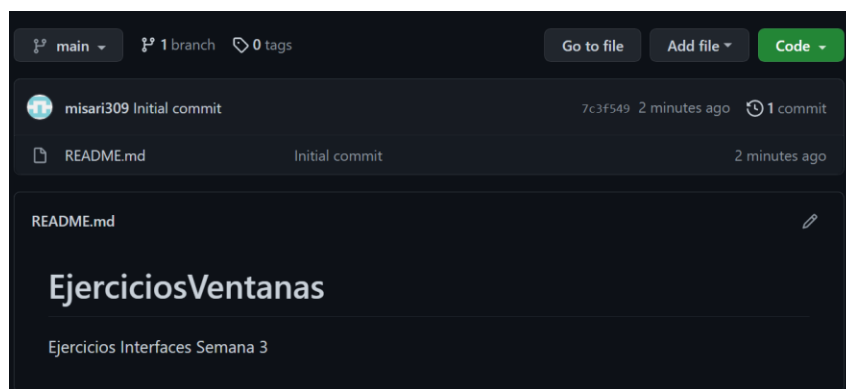 main 1 branch 0 tags Go to file Add file Code
misari309 Initial commit 7c3f549 2 minutes ago 1 commit
README.md Initial commit 2 minutes ago
README.md
EjerciciosVentanas
Ejercicios Interfaces Semana 3